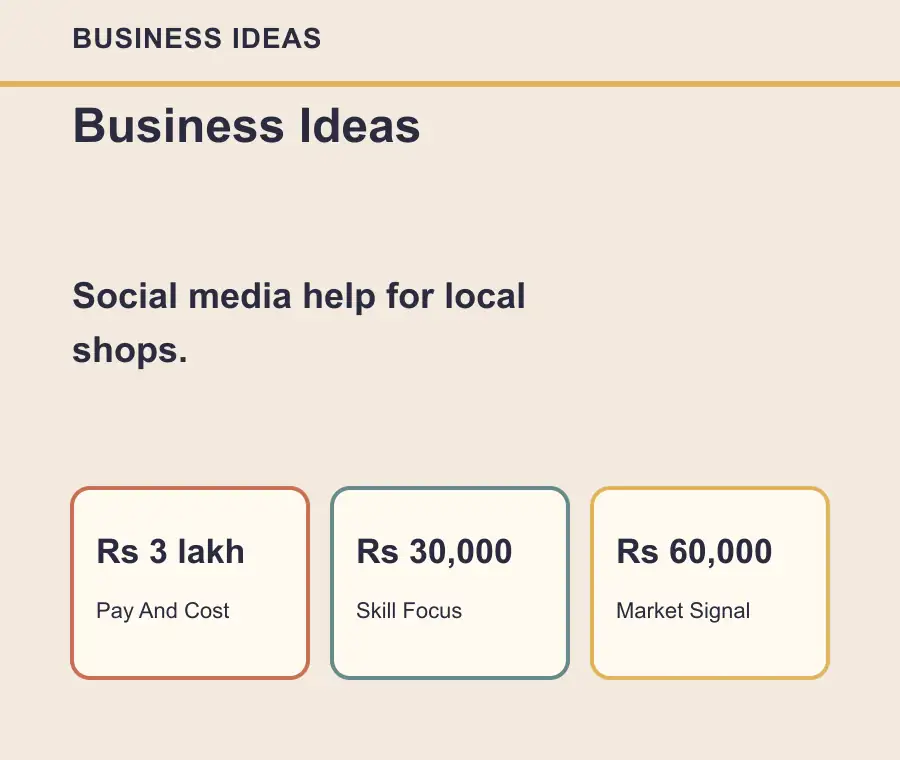 BUSINESS IDEAS
Business Ideas
Social media help for local
shops.
Rs 3 lakh
Pay And Cost
Rs 30,000
Skill Focus
Rs 60,000
Market Signal